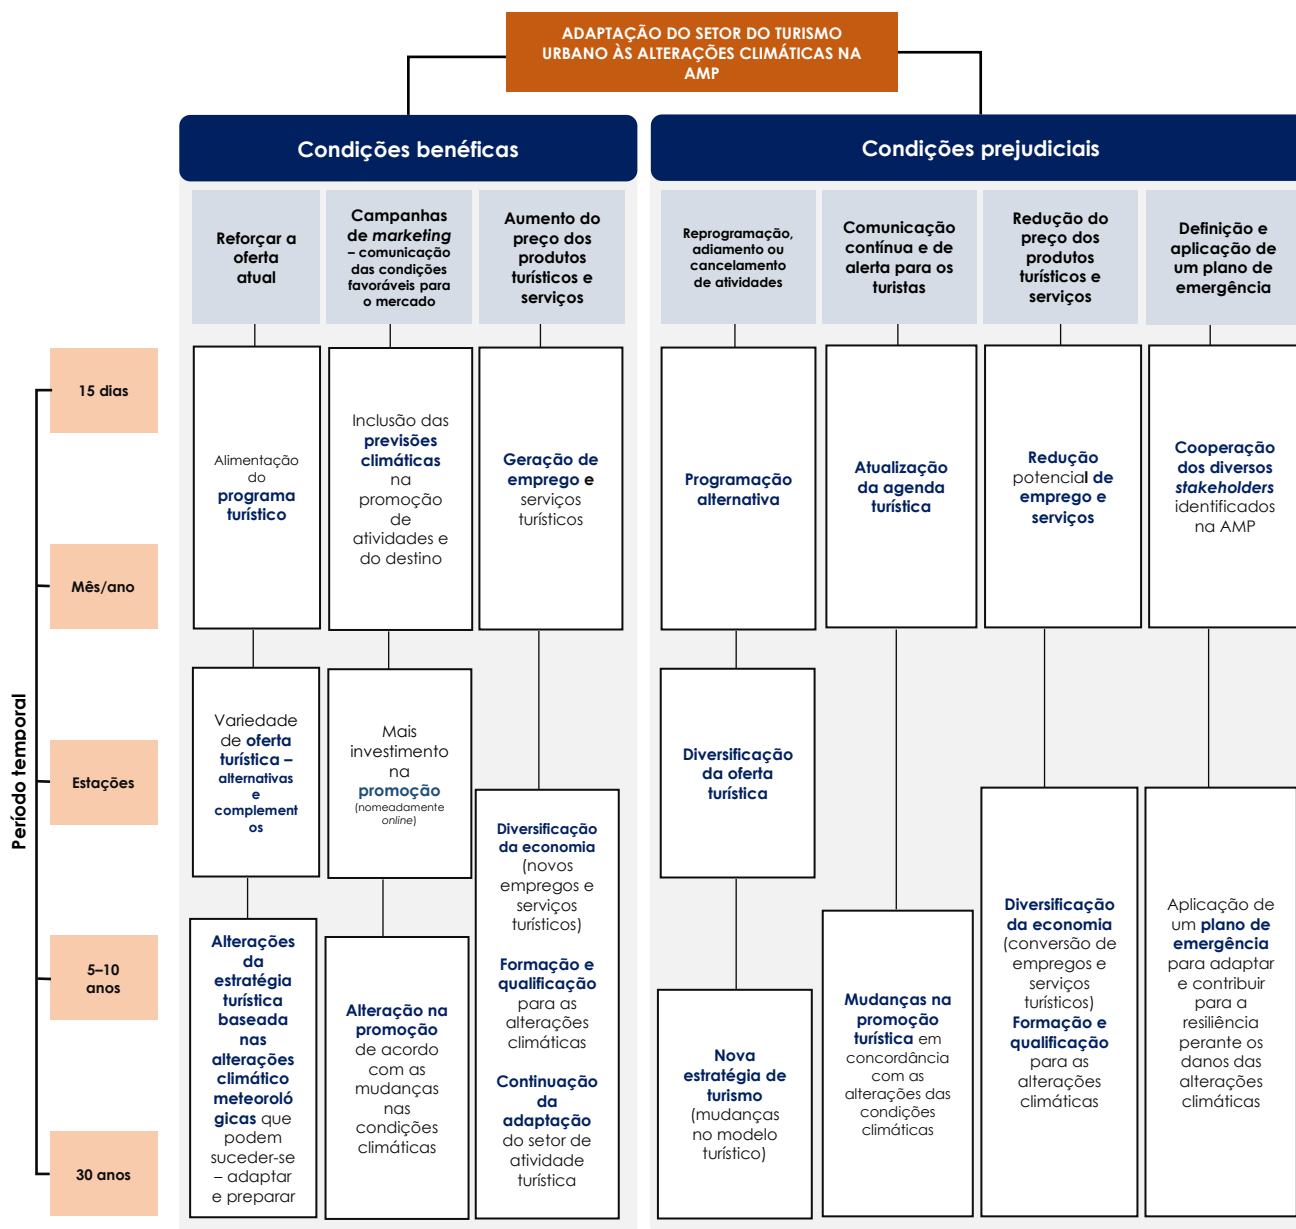 ADAPTAÇÃO DO SETOR DO TURISMO
URBANO ÀS ALTERAÇÕES CLIMÁTICAS NA
AMP
Condições benéficas
Condições prejudiciais
Reforçar a
oferta
atual
Campanhas
de marketing
– comunicação
das condições
favoráveis para
o mercado
Aumento do
preço dos
produtos
turísticos e
serviços
Reprogramação,
adiamento ou
cancelamento
de atividades
Comunicação
contínua e de
alerta para os
turistas
Redução do
preço dos
produtos
turísticos e
serviços
Definição e
aplicação de
um plano de
emergência
Período temporal
15 dias
Mês/ano
Estações
5–10
anos
30 anos
Alimentação
do
programa
turístico
Inclusão das
previsões
climáticas
na
promoção
de
atividades e
do destino
Geração de
emprego e
serviços
turísticos
Programação
alternativa
Atualização
da agenda
turística
Redução
potencial de
emprego e
serviços
Cooperação
dos diversos
stakeholders
identificados
na AMP
Variedade
de oferta
turística –
alternativas
e
complement
os
Mais
investimento
na
promoção
(nomeadamente
online)
Diversificação
da economia
(novos
empregos e
serviços
turísticos)
Formação e
qualificação
para as
alterações
climáticas
Continuação
da
adaptação
do setor de
atividade
turística
Diversificação
da oferta
turística
Alterações
da
estratégia
turística
baseada
nas
alterações
climático
meteoroló
gicas que
podem
suceder-se
– adaptar
e preparar
Alteração na
promoção
de acordo
com as
mudanças
nas
condições
climáticas
Nova
estratégia de
turismo
(mudanças
no modelo
turístico)
Mudanças na
promoção
turística em
concordância
com as
alterações das
condições
climáticas
Diversificação
da economia
(conversão de
empregos e
serviços
turísticos)
Formação e
qualificação
para as
alterações
climáticas
Aplicação de
um plano de
emergência
para adaptar
e contribuir
para a
resiliência
perante os
danos das
alterações
climáticas